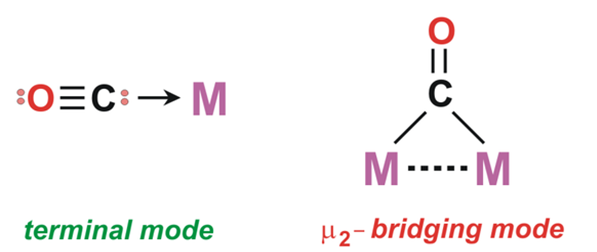 :O≡C: → M
terminal mode
O
C
M M
μ2- bridging mode